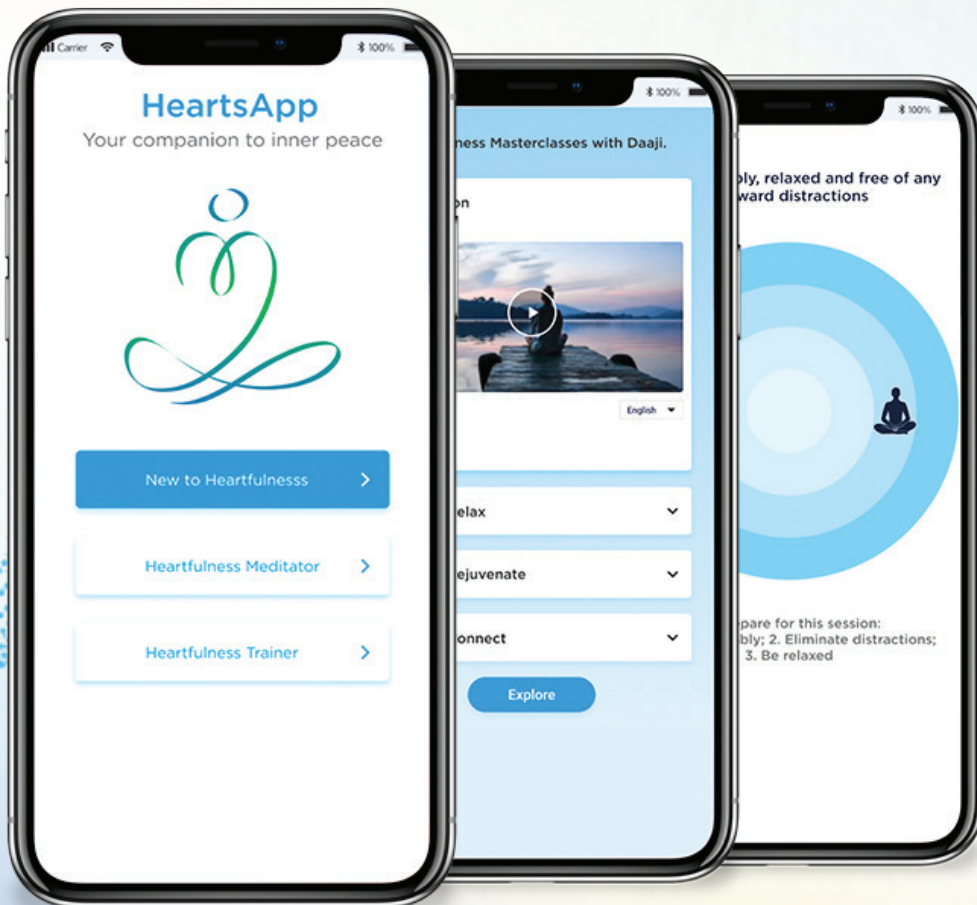 Carrier
100%
HeartsApp
Your companion to inner peace
New to Heartfulnesss
Heartfulness Meditator
Heartfulness Trainer
100%
ness Masterclasses with Daaji.
on
English
elax
ejuvenate
onnect
Explore
100%
bly, relaxed and free of any
ward distractions
epare for this session:
bly; 2. Eliminate distractions;
3. Be relaxed